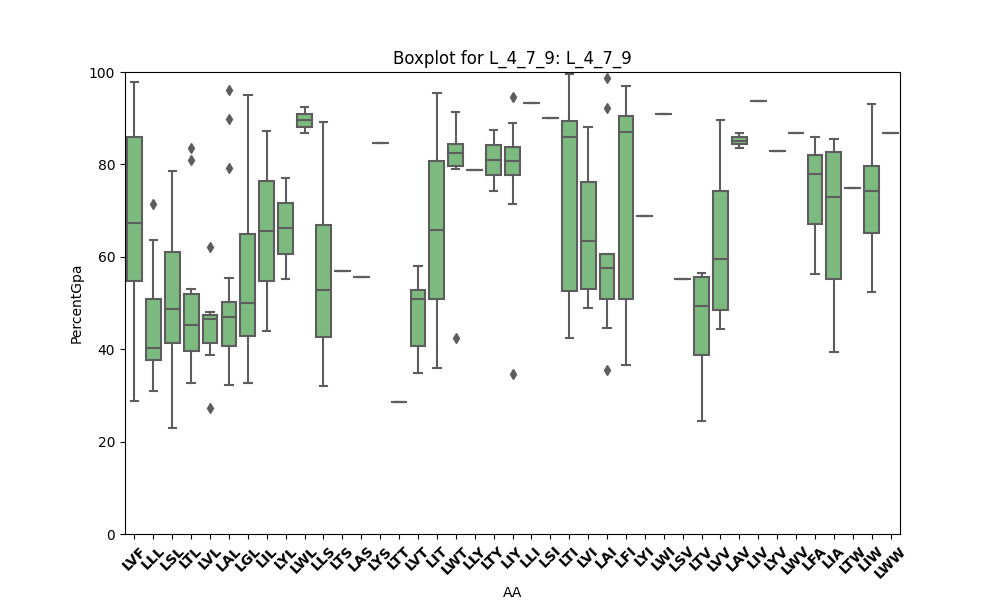 Boxplot for L_4_7_9: L_4_7_9
PercentGpa
100
80
60
40
20
0
LVF LLL LSL LTL LVL LAL LGL LIL LYL LWL LLS LTS LAS LYS LTT LVT LIT LWT LLY LTY LIY LLI LSI LTI LVI LAI LFI LYI LWI LSV LTV LVV LAV LIV LYV LWV LFA LIA LTW LIW LWW
AA